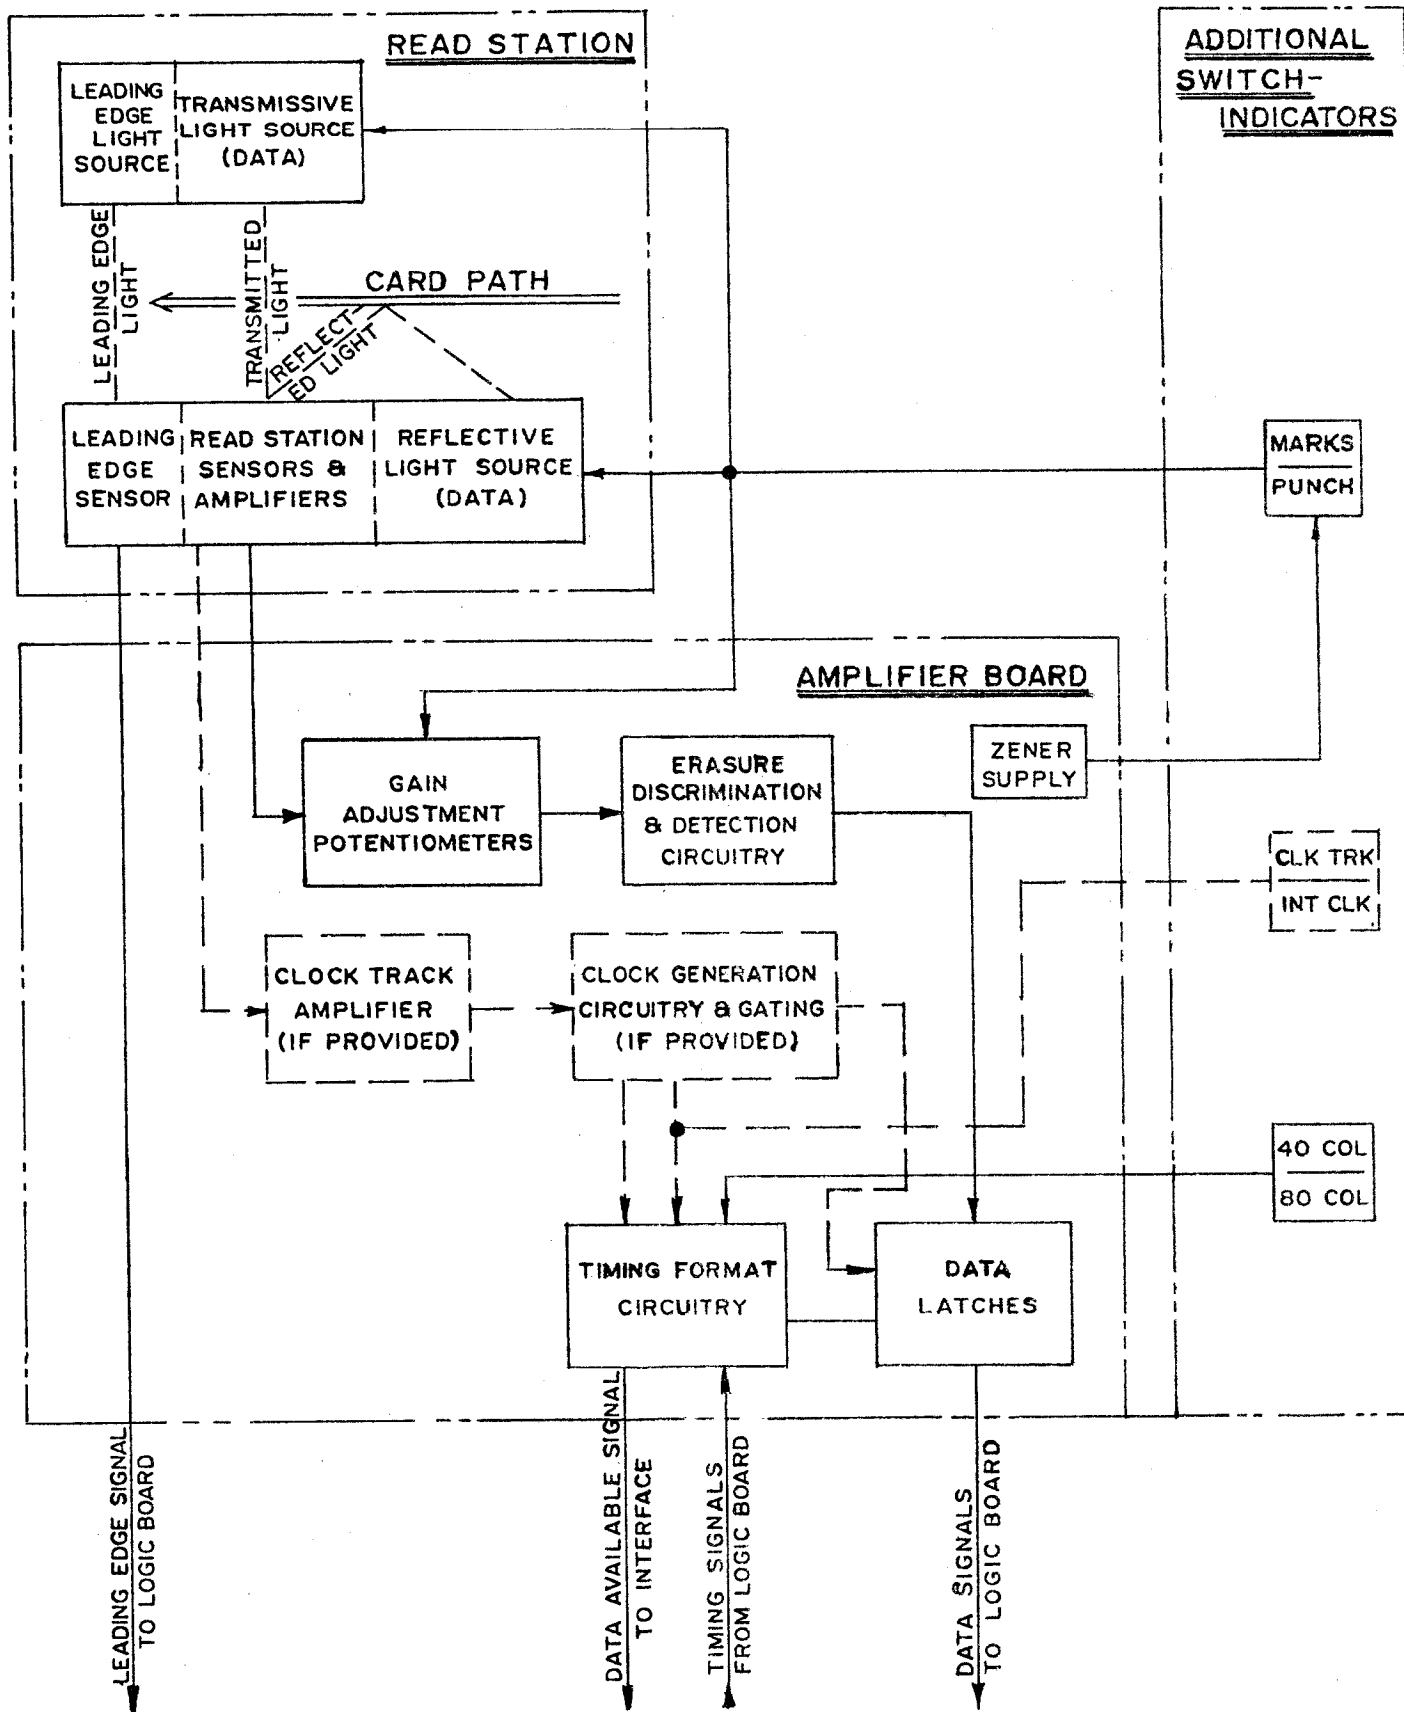 READ STATION
ADDITIONAL
SWITCH-
INDICATORS
LEADING
EDGE
LIGHT
SOURCE
TRANSMISSIVE
LIGHT SOURCE
(DATA)
LEADING EDGE
LIGHT
TRANSMITTED
LIGHT
CARD PATH
REFLECT-
ED LIGHT
LEADING
EDGE
SENSOR
READ STATION
SENSORS &
AMPLIFIERS
REFLECTIVE
LIGHT SOURCE
(DATA)
MARKS
PUNCH
AMPLIFIER BOARD
ZENER
SUPPLY
GAIN
ADJUSTMENT
POTENTIOMETERS
ERASURE
DISCRIMINATION
& DETECTION
CIRCUITRY
CLK TRK
INT CLK
CLOCK TRACK
AMPLIFIER
(IF PROVIDED)
CLOCK GENERATION
CIRCUITRY & GATING
(IF PROVIDED)
40 COL
80 COL
TIMING FORMAT
CIRCUITRY
DATA
LATCHES
LEADING EDGE SIGNAL
TO LOGIC BOARD
DATA AVAILABLE SIGNAL
TO INTERFACE
TIMING SIGNALS
FROM LOGIC BOARD
DATA SIGNALS
TO LOGIC BOARD